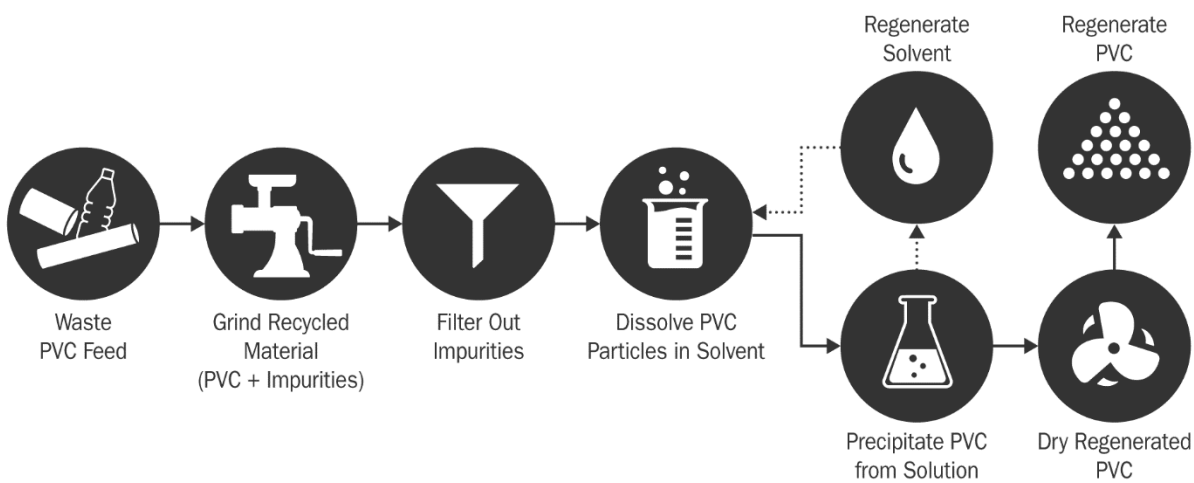 Regenerate
Solvent
Regenerate
PVC
Waste
PVC Feed
Grind Recycled
Material
(PVC + Impurities)
Filter Out
Impurities
Dissolve PVC
Particles in Solvent
Precipitate PVC
from Solution
Dry Regenerated
PVC